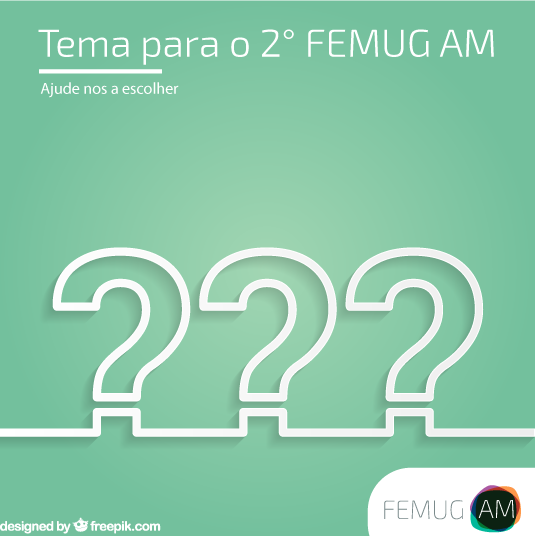 Tema para o 2° FEMUG AM
Ajude nos a escolher
???
FEMUG AM
designed by freepik.com